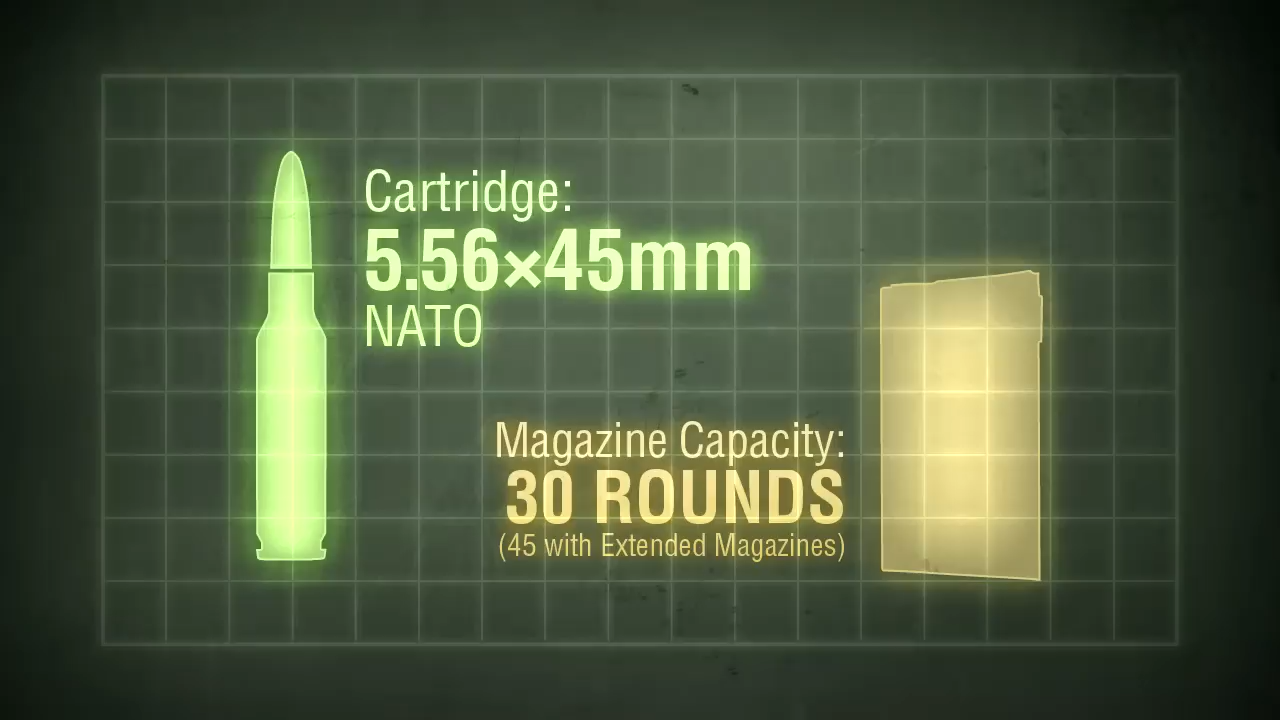 Cartridge:
5.56×45mm
NATO
Magazine Capacity:
30 ROUNDS
(45 with Extended Magazines)